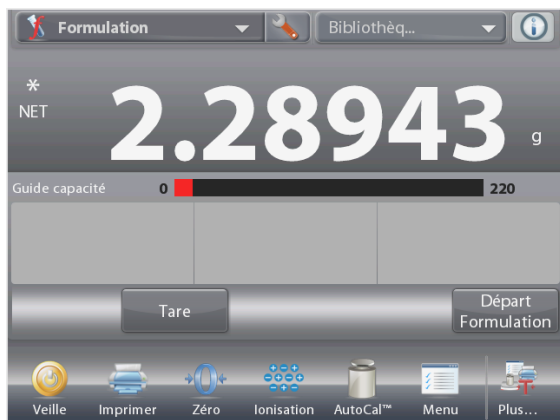 Formulation
Bibliothèq...
*
NET
2.28943
g
Guide capacité 0 220
Tare
Départ
Formulation
Veille Imprimer Zéro Ionisation AutoCal™ Menu Plus...